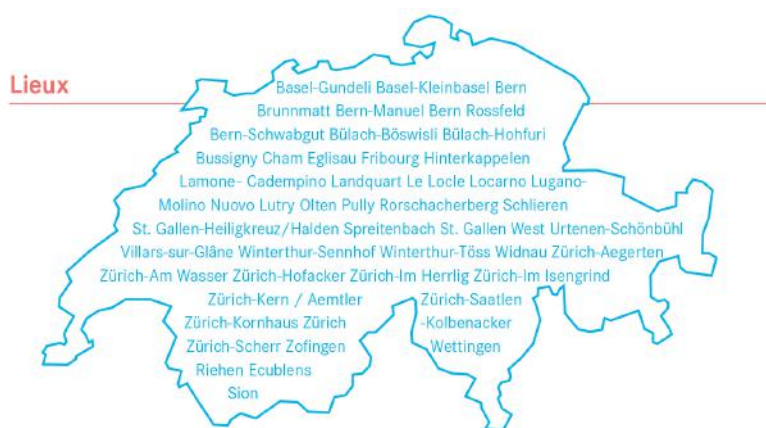 Lieux
Basel-Gundeli Basel-Kleinbasel Bern
Brunnmatt Bern-Manuel Bern Rossfeld
Bern-Schwabgut Bülach-Böswisli Bülach-Hohfuri
Bussigny Cham Eglisau Fribourg Hinterkappelen
Lamone- Cadempino Landquart Le Locle Locarno Lugano-
Molino Nuovo Lutry Olten Pully Rorschacherberg Schlieren
St. Gallen-Heiligkreuz/Halden Spreitenbach St. Gallen West Urtenen-Schönbühl
Villars-sur-Glâne Winterthur-Sennhof Winterthur-Töss Widnau Zürich-Aegerten
Zürich-Am Wasser Zürich-Hofacker Zürich-Im Herrlig Zürich-Im Isengrind
Zürich-Kern / Aemtler Zürich-Saatlen
Zürich-Kornhaus Zürich -Kolbenacker
Zürich-Scherr Zofingen Wettingen
Riehen Ecublens
Sion